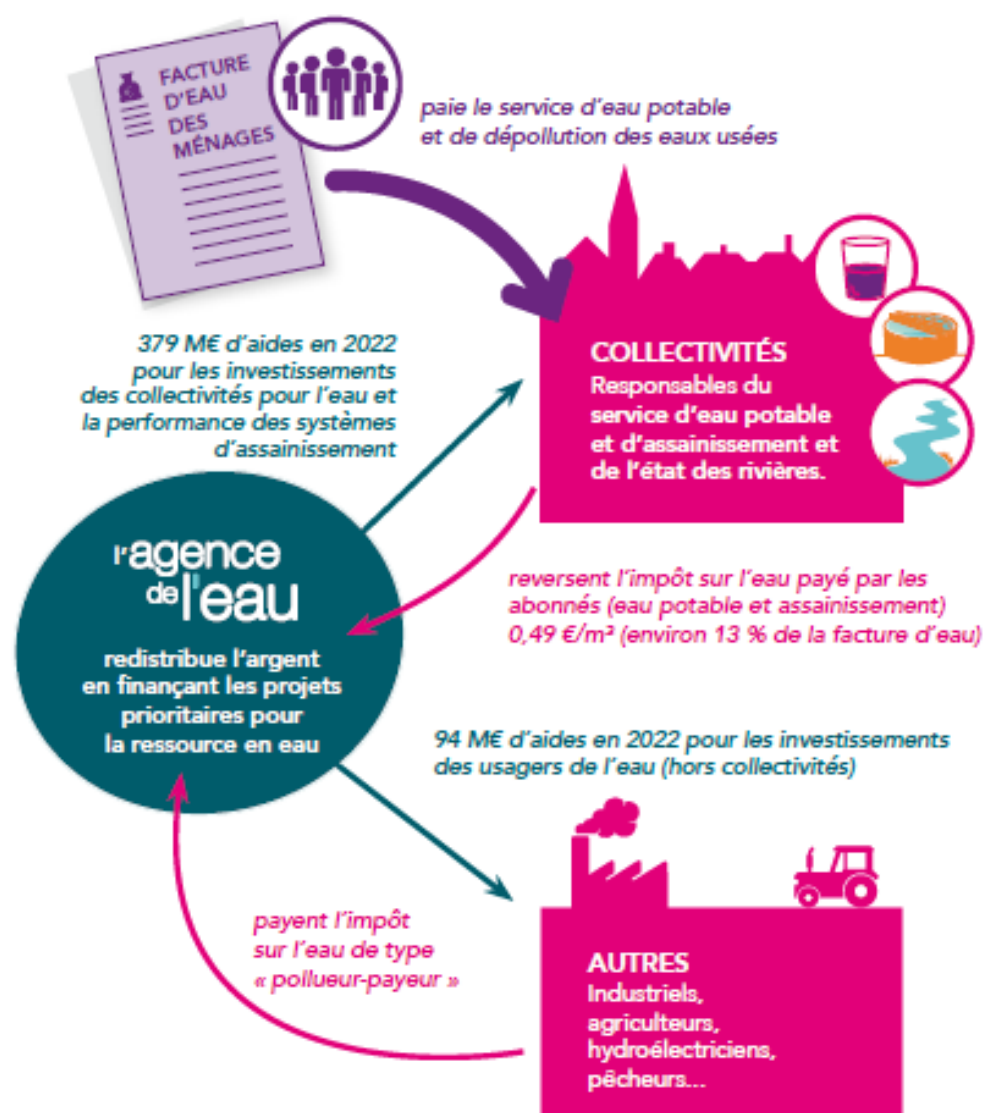 FACTURE
D'EAU
DES
MÉNAGES
paie le service d'eau potable
et de dépollution des eaux usées
379 M€ d'aides en 2022
pour les investissements
des collectivités pour l'eau et
la performance des systèmes
d'assainissement
COLLECTIVITÉS
Responsables du
service d'eau potable
et d'assainissement et
de l'état des rivières.
l'agence
de l'eau
redistribue l'argent
en finançant les projets
prioritaires pour
la ressource en eau
reversent l'impôt sur l'eau payé par les
abonnés (eau potable et assainissement)
0,49 €/m³ (environ 13 % de la facture d'eau)
94 M€ d'aides en 2022 pour les investissements
des usagers de l'eau (hors collectivités)
payent l'impôt
sur l'eau de type
« pollueur-payeur »
AUTRES
Industriels,
agriculteurs,
hydroélectriciens,
pêcheurs...